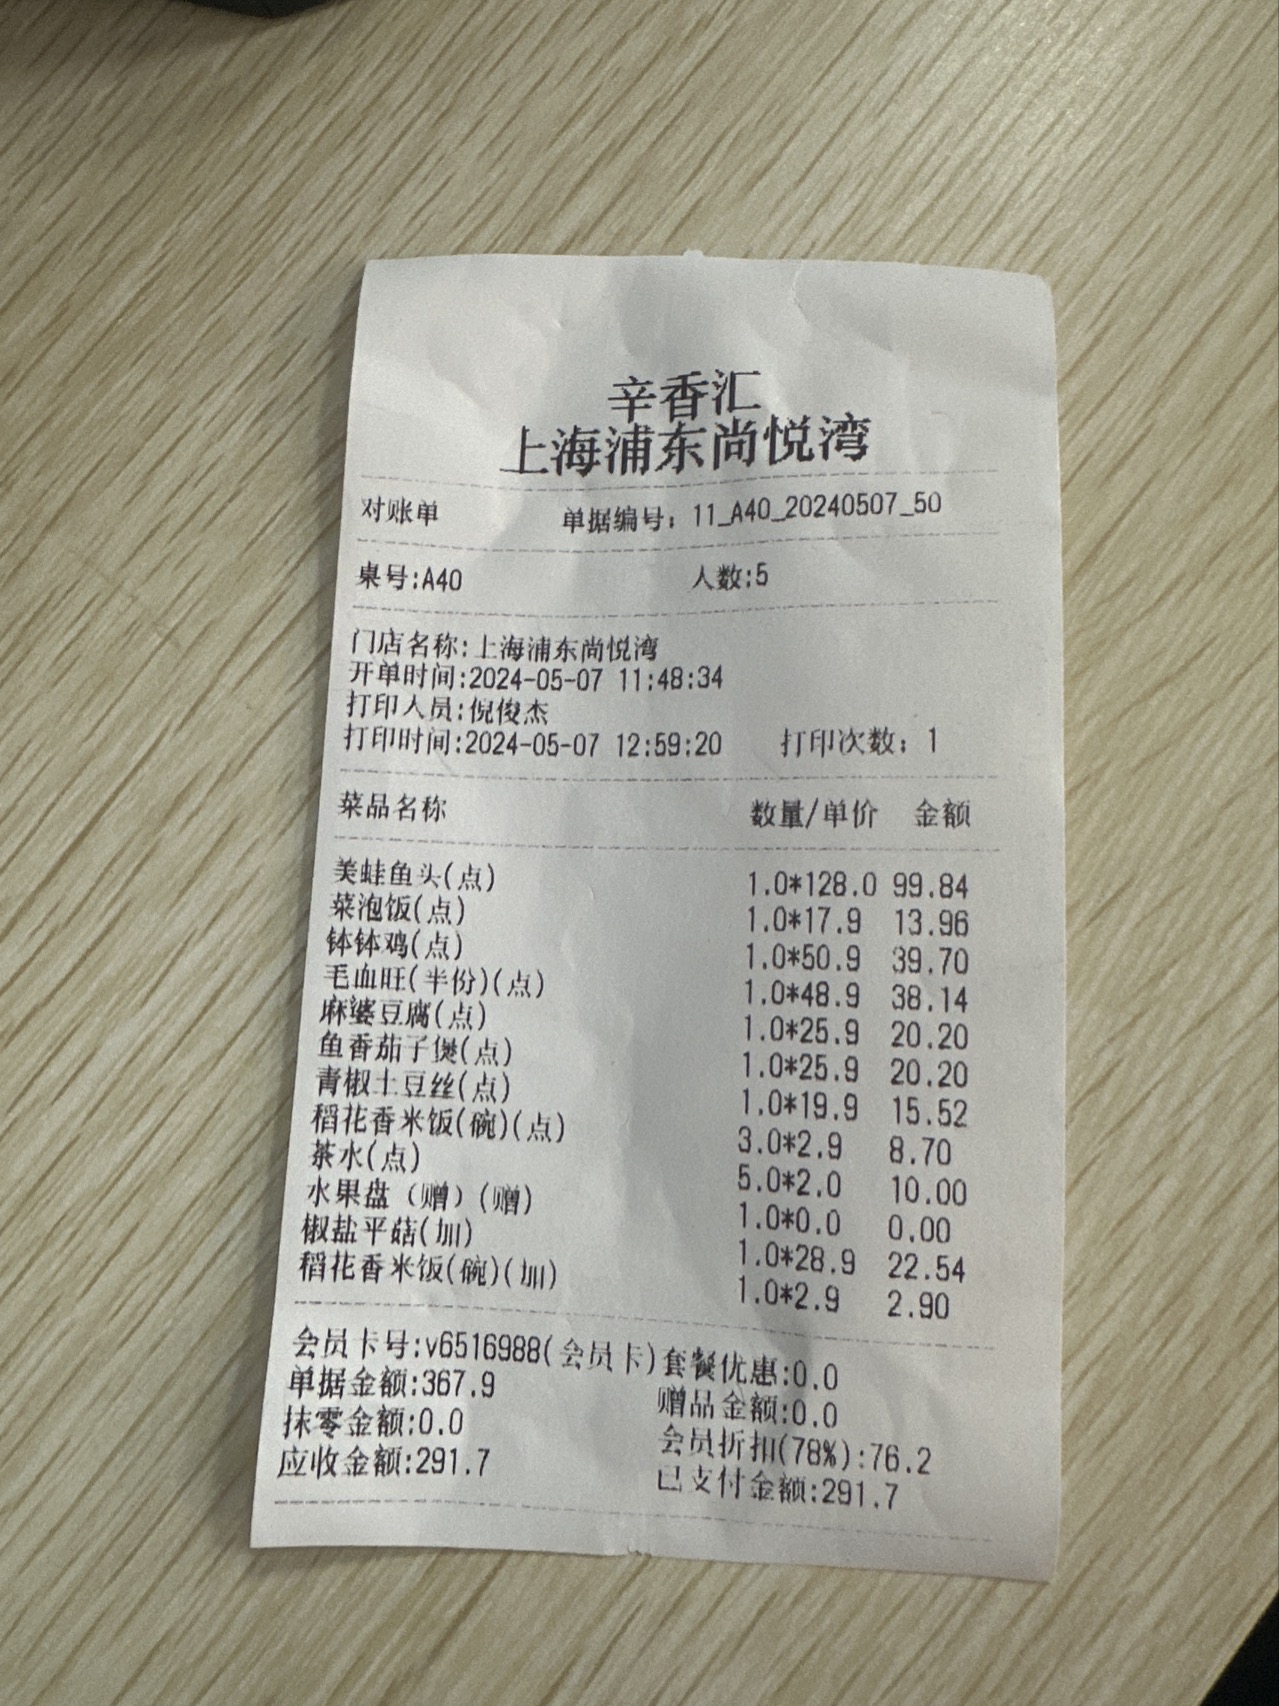 辛香汇
上海浦东尚悦湾
对账单 单据编号：11_A40_20240507_50
桌号:A40 人数:5
门店名称:上海浦东尚悦湾
开单时间:2024-05-07 11:48:34
打印人员:倪俊杰
打印时间:2024-05-07 12:59:20 打印次数：1
菜品名称 数量/单价 金额
美蛙鱼头(点) 1.0*128.0 99.84
菜泡饭(点) 1.0*17.9 13.96
钵钵鸡(点) 1.0*50.9 39.70
毛血旺(半份)(点) 1.0*48.9 38.14
麻婆豆腐(点) 1.0*25.9 20.20
鱼香茄子煲(点) 1.0*25.9 20.20
青椒土豆丝(点) 1.0*19.9 15.52
稻花香米饭(碗)(点) 3.0*2.9 8.70
茶水(点) 5.0*2.0 10.00
水果盘（赠）(赠) 1.0*0.0 0.00
椒盐平菇(加) 1.0*28.9 22.54
稻花香米饭(碗)(加) 1.0*2.9 2.90
会员卡号:v6516988(会员卡) 套餐优惠:0.0
单据金额:367.9 赠品金额:0.0
抹零金额:0.0 会员折扣(78%):76.2
应收金额:291.7 已支付金额:291.7